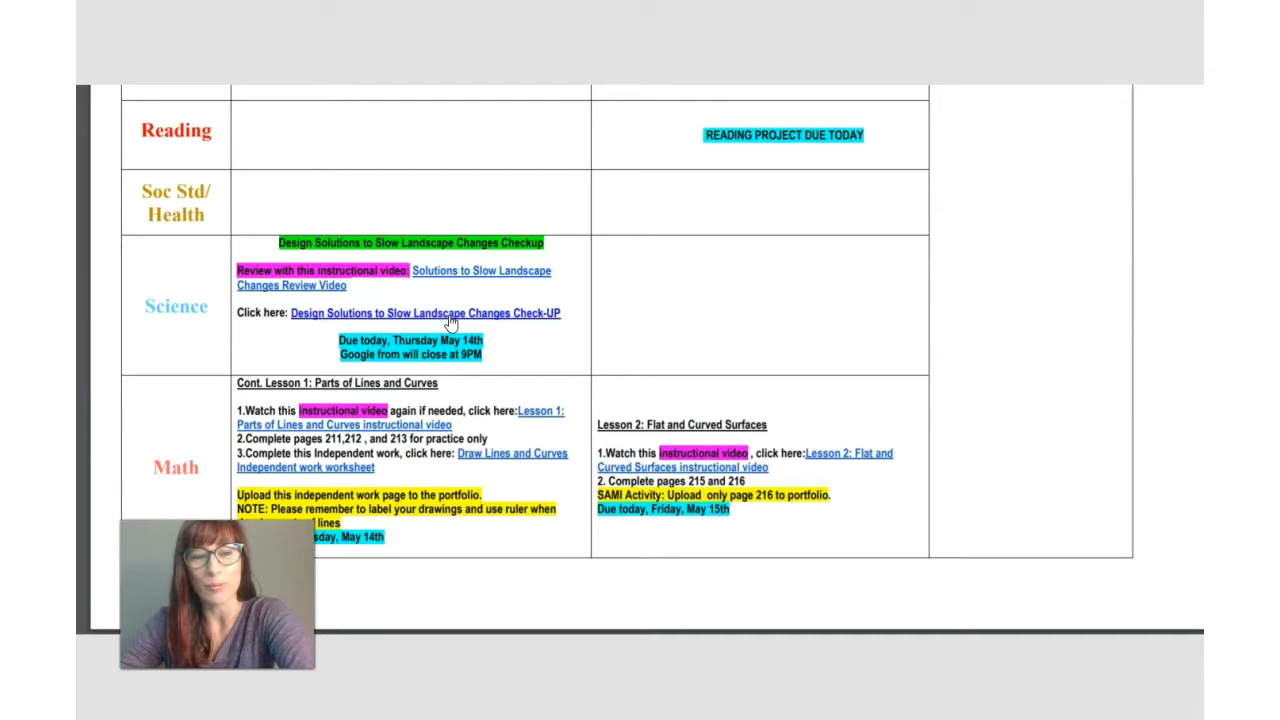 Reading
READING PROJECT DUE TODAY
Soc Std/
Health
Science
Design Solutions to Slow Landscape Changes Checkup
Review with this instructional video: Solutions to Slow Landscape
Changes Review Video
Click here: Design Solutions to Slow Landscape Changes Check-UP
Due today, Thursday May 14th
Google from will close at 9PM
Math
Cont. Lesson 1: Parts of Lines and Curves
1.Watch this instructional video again if needed, click here:Lesson 1:
Parts of Lines and Curves instructional video
2.Complete pages 211,212 , and 213 for practice only
3.Complete this Independent work, click here: Draw Lines and Curves
Independent work worksheet
Upload this independent work page to the portfolio.
NOTE: Please remember to label your drawings and use ruler when
of lines
sday, May 14th
Lesson 2: Flat and Curved Surfaces
1.Watch this instructional video , click here:Lesson 2: Flat and
Curved Surfaces instructional video
2. Complete pages 215 and 216
SAMI Activity: Upload only page 216 to portfolio.
Due today, Friday, May 15th